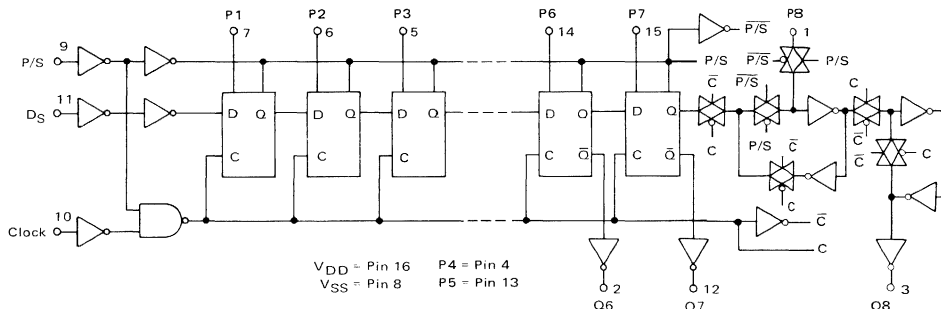 P1 P2 P3 P6 P7 P8
7 6 5 14 15 1
P/S 9
P/S
P/S
P/S P/S
C P/S C
DS 11
D Q D Q D Q D Q D Q
C C C C Q C Q
C P/S C C C C
C
Clock 10
C
C
VDD = Pin 16 P4 = Pin 4
VSS = Pin 8 P5 = Pin 13
2 12 3
Q6 Q7 Q8